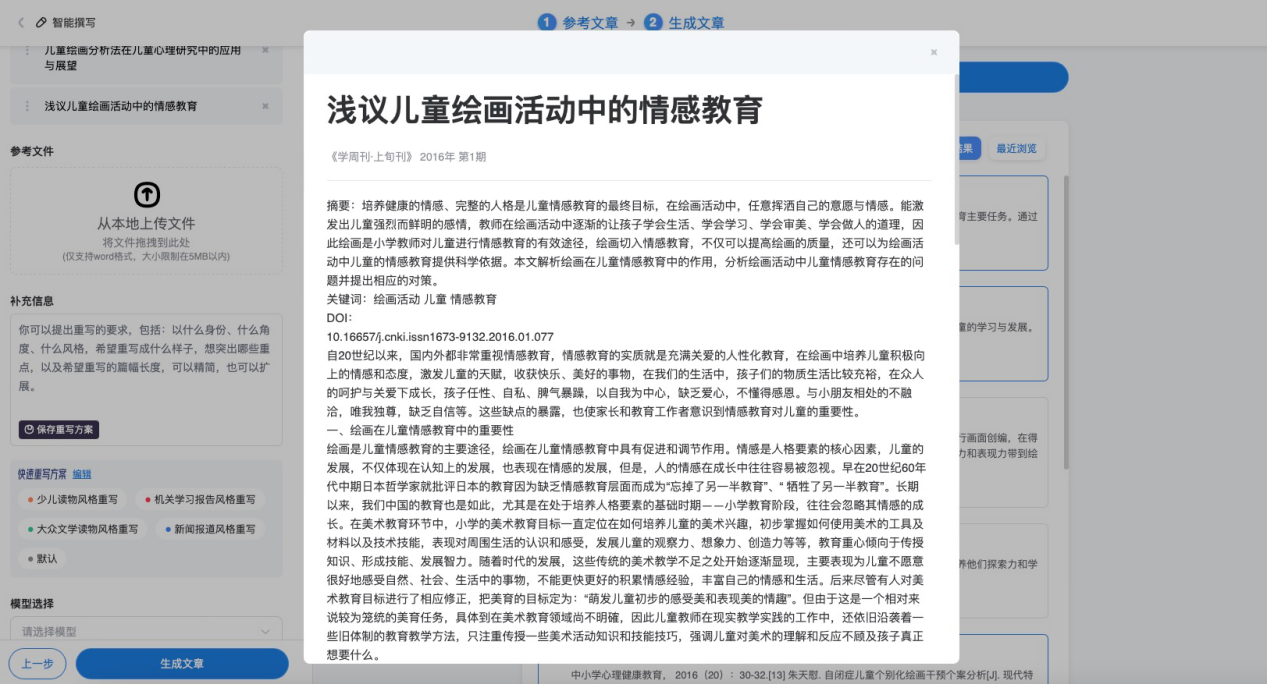 智能撰写
1 参考文章 → 2 生成文章
儿童绘画分析法在儿童心理研究中的应用
与展望
浅议儿童绘画活动中的情感教育
参考文件
从本地上传文件
将文件拖拽到此处
(仅支持word格式，大小限制在5MB以内)
补充信息
你可以提出重写的要求，包括：以什么身份、什么角
度、什么风格，希望重写成什么样子，想突出哪些重
点，以及希望重写的篇幅长度，可以精简，也可以扩
展。
保存重写方案
快速重写方案 编辑
少儿读物风格重写
机关学习报告风格重写
大众文学读物风格重写
新闻报道风格重写
默认
模型选择
请选择模型
上一步
生成文章
浅议儿童绘画活动中的情感教育
《学周刊·上旬刊》 2016年 第1期
摘要：培养健康的情感、完整的人格是儿童情感教育的最终目标，在绘画活动中，任意挥洒自己的意愿与情感。能激
发出儿童强烈而鲜明的感情，教师在绘画活动中逐渐的让孩子学会生活、学会学习、学会审美、学会做人的道理，因
此绘画是小学教师对儿童进行情感教育的有效途径，绘画切入情感教育，不仅可以提高绘画的质量，还可以为绘画活
动中儿童的情感教育提供科学依据。本文解析绘画在儿童情感教育中的作用，分析绘画活动中儿童情感教育存在的问
题并提出相应的对策。
关键词：绘画活动 儿童 情感教育
DOI：
10.16657/j.cnki.issn1673-9132.2016.01.077
自20世纪以来，国内外都非常重视情感教育，情感教育的实质就是充满关爱的人性化教育，在绘画中培养儿童积极向
上的情感和态度，激发儿童的天赋，收获快乐、美好的事物，在我们的生活中，孩子们的物质生活比较充裕，在众人
的呵护与关爱下成长，孩子任性、自私、脾气暴躁，以自我为中心，缺乏爱心，不懂得感恩。与小朋友相处的不融
洽，唯我独尊，缺乏自信等。这些缺点的暴露，也使家长和教育工作者意识到情感教育对儿童的重要性。
一、绘画在儿童情感教育中的重要性
绘画是儿童情感教育的主要途径，绘画在儿童情感教育中具有促进和调节作用。情感是人格要素的核心因素，儿童的
发展，不仅体现在认知上的发展，也表现在情感的发展，但是，人的情感在成长中往往容易被忽视。早在20世纪60年
代中期日本哲学家就批评日本的教育因为缺乏情感教育层面而成为“忘掉了另一半教育”、“ 牺牲了另一半教育”。长期
以来，我们中国的教育也是如此，尤其是在处于培养人格要素的基础时期——小学教育阶段，往往会忽略其情感的成
长。在美术教育环节中，小学的美术教育目标一直定位在如何培养儿童的美术兴趣，初步掌握如何使用美术的工具及
材料以及技术技能，表现对周围生活的认识和感受，发展儿童的观察力、想象力、创造力等等，教育重心倾向于传授
知识、形成技能、发展智力。随着时代的发展，这些传统的美术教学不足之处开始逐渐显现，主要表现为儿童不愿意
很好地感受自然、社会、生活中的事物，不能更快更好的积累情感经验，丰富自己的情感和生活。后来尽管有人对美
术教育目标进行了相应修正，把美育的目标定为：“萌发儿童初步的感受美和表现美的情趣”。但由于这是一个相对来
说较为笼统的美育任务，具体到在美术教育领域尚不明确，因此儿童教师在现实教学实践的工作中，还依旧沿袭着一
些旧体制的教育教学方法，只注重传授一些美术活动知识和技能技巧，强调儿童对美术的理解和反应不顾及孩子真正
想要什么。
果
最近浏览
育主要任务。通过
童的学习与发展。
行画面创编，在得
力和表现力带到绘
养他们探索力和学
中小学心理健康教育， 2016（20）：30-32.[13] 朱天慰. 自闭症儿童个别化绘画干预个案分析[J]. 现代特